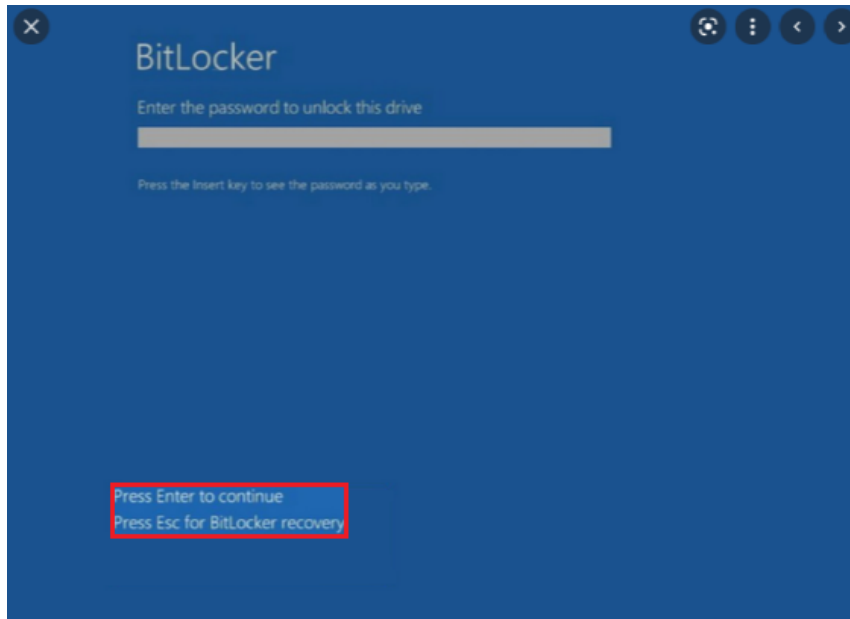 BitLocker
Enter the password to unlock this drive
Press the Insert key to see the password as you type.
Press Enter to continue
Press Esc for BitLocker recovery